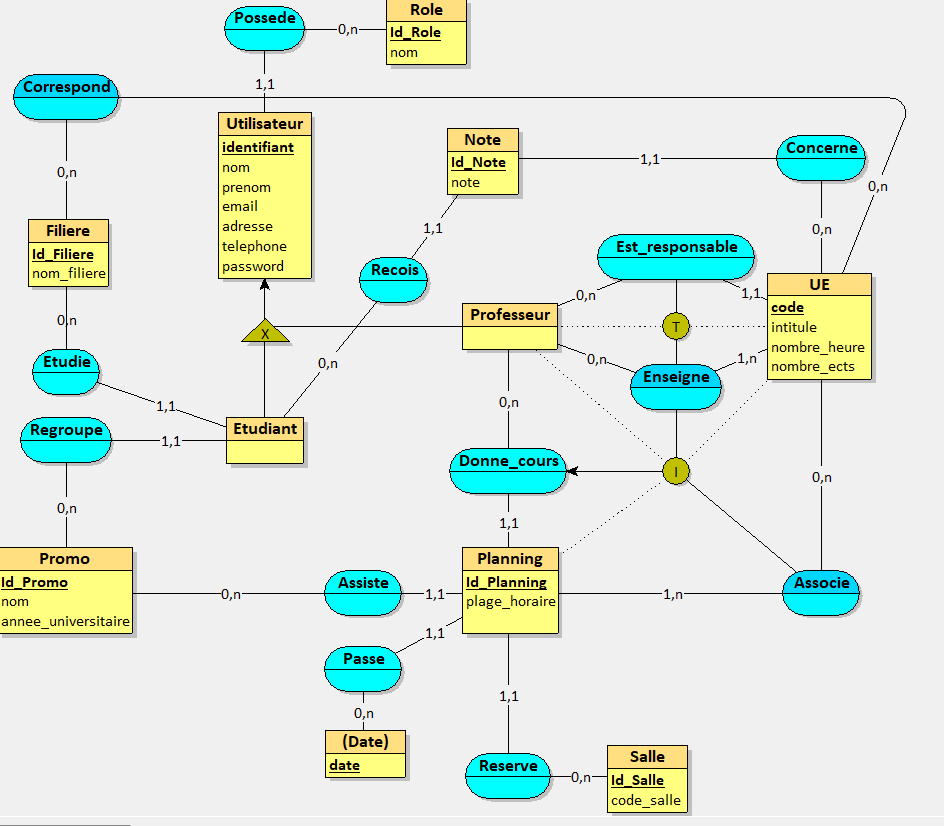 Possede
0,n
Role
Id_Role
nom
1,1
Correspond
0,n
Utilisateur
identifiant
nom
prenom
email
adresse
telephone
password
Note
Id_Note
note
1,1
Concerne
0,n
0,n
Filiere
Id_Filiere
nom_filiere
1,1
Recois
Est_responsable
0,n
1,1
UE
code
intitule
nombre_heure
nombre_ects
Professeur
T
X
0,n
0,n
0,n
1,n
Enseigne
Etudie
1,1
0,n
Regroupe
1,1
Etudiant
Donne_cours
I
0,n
0,n
1,1
Promo
Id_Promo
nom
annee_universitaire
0,n
Assiste
1,1
Planning
Id_Planning
plage_horaire
1,n
Associe
1,1
Passe
0,n
(Date)
date
1,1
Reserve
0,n
Salle
Id_Salle
code_salle